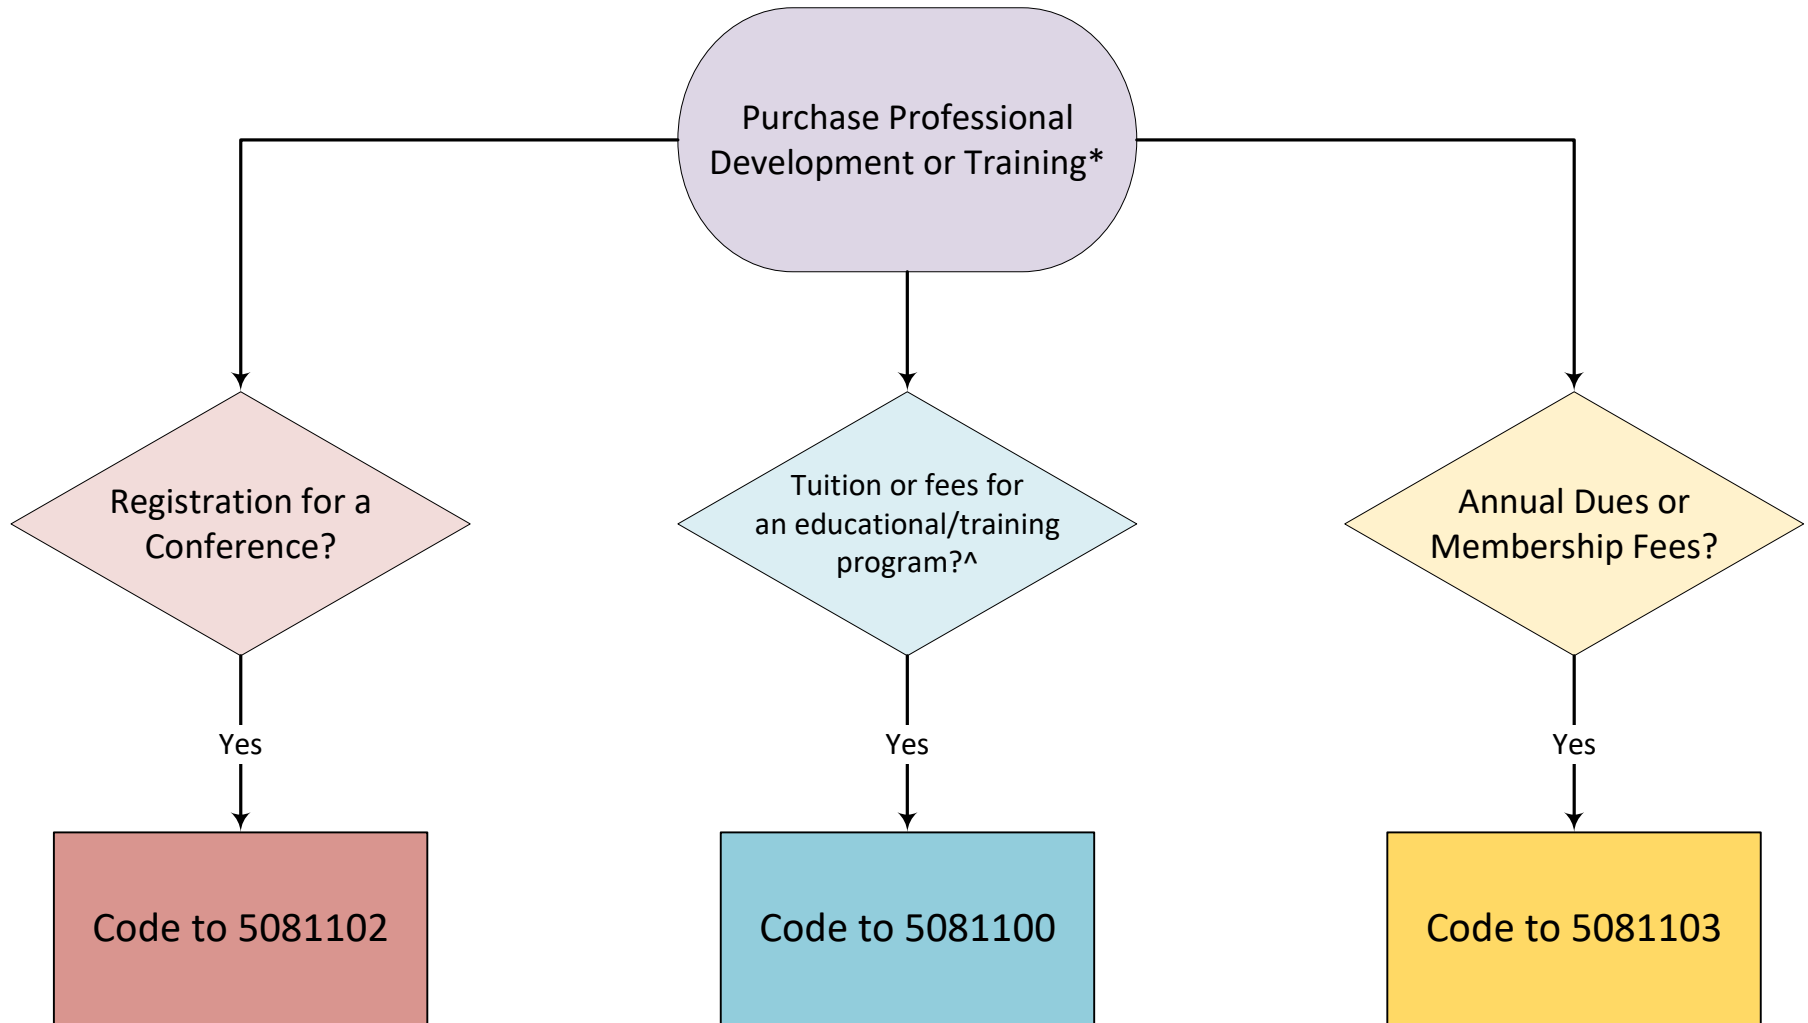 Purchase Professional
Development or Training*
Registration for a
Conference?
Tuition or fees for
an educational/training
program?^
Annual Dues or
Membership Fees?
Yes
Yes
Yes
Code to 5081102
Code to 5081100
Code to 5081103